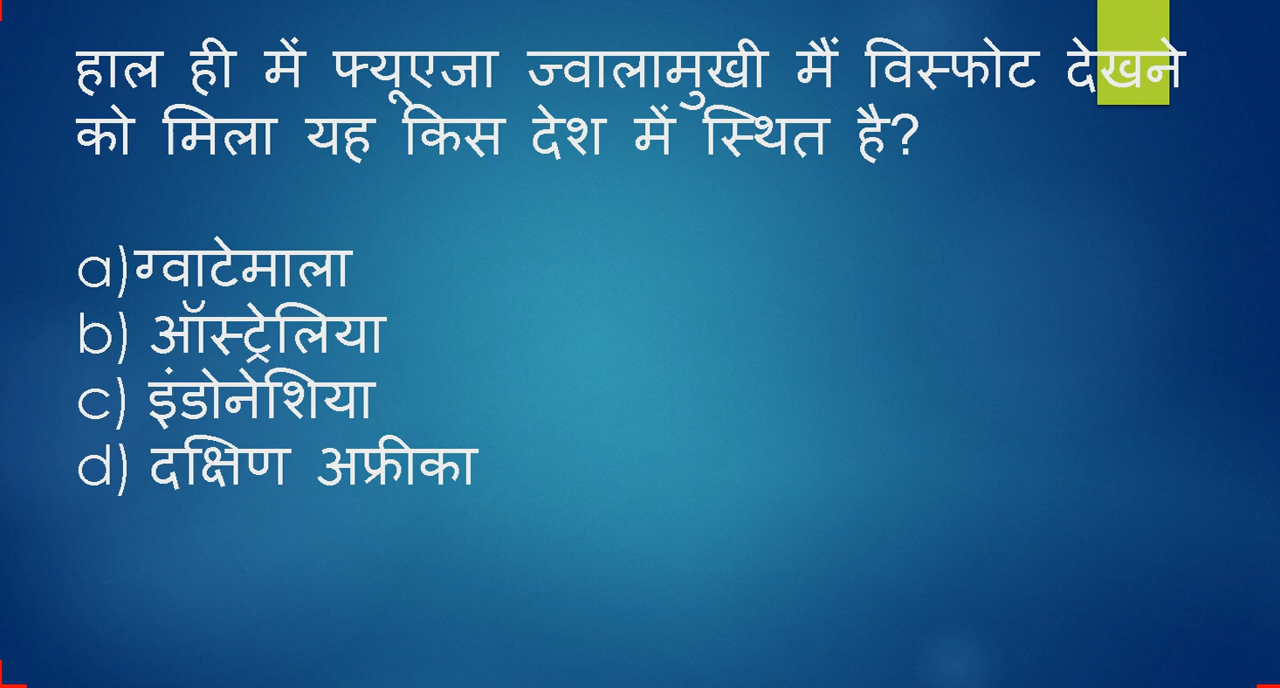 हाल ही में फ्यूएजा ज्वालामुखी मैं विस्फोट देखने
को मिला यह किस देश में स्थित है?
a)ग्वाटेमाला
b) ऑस्ट्रेलिया
c) इंडोनेशिया
d) दक्षिण अफ्रीका